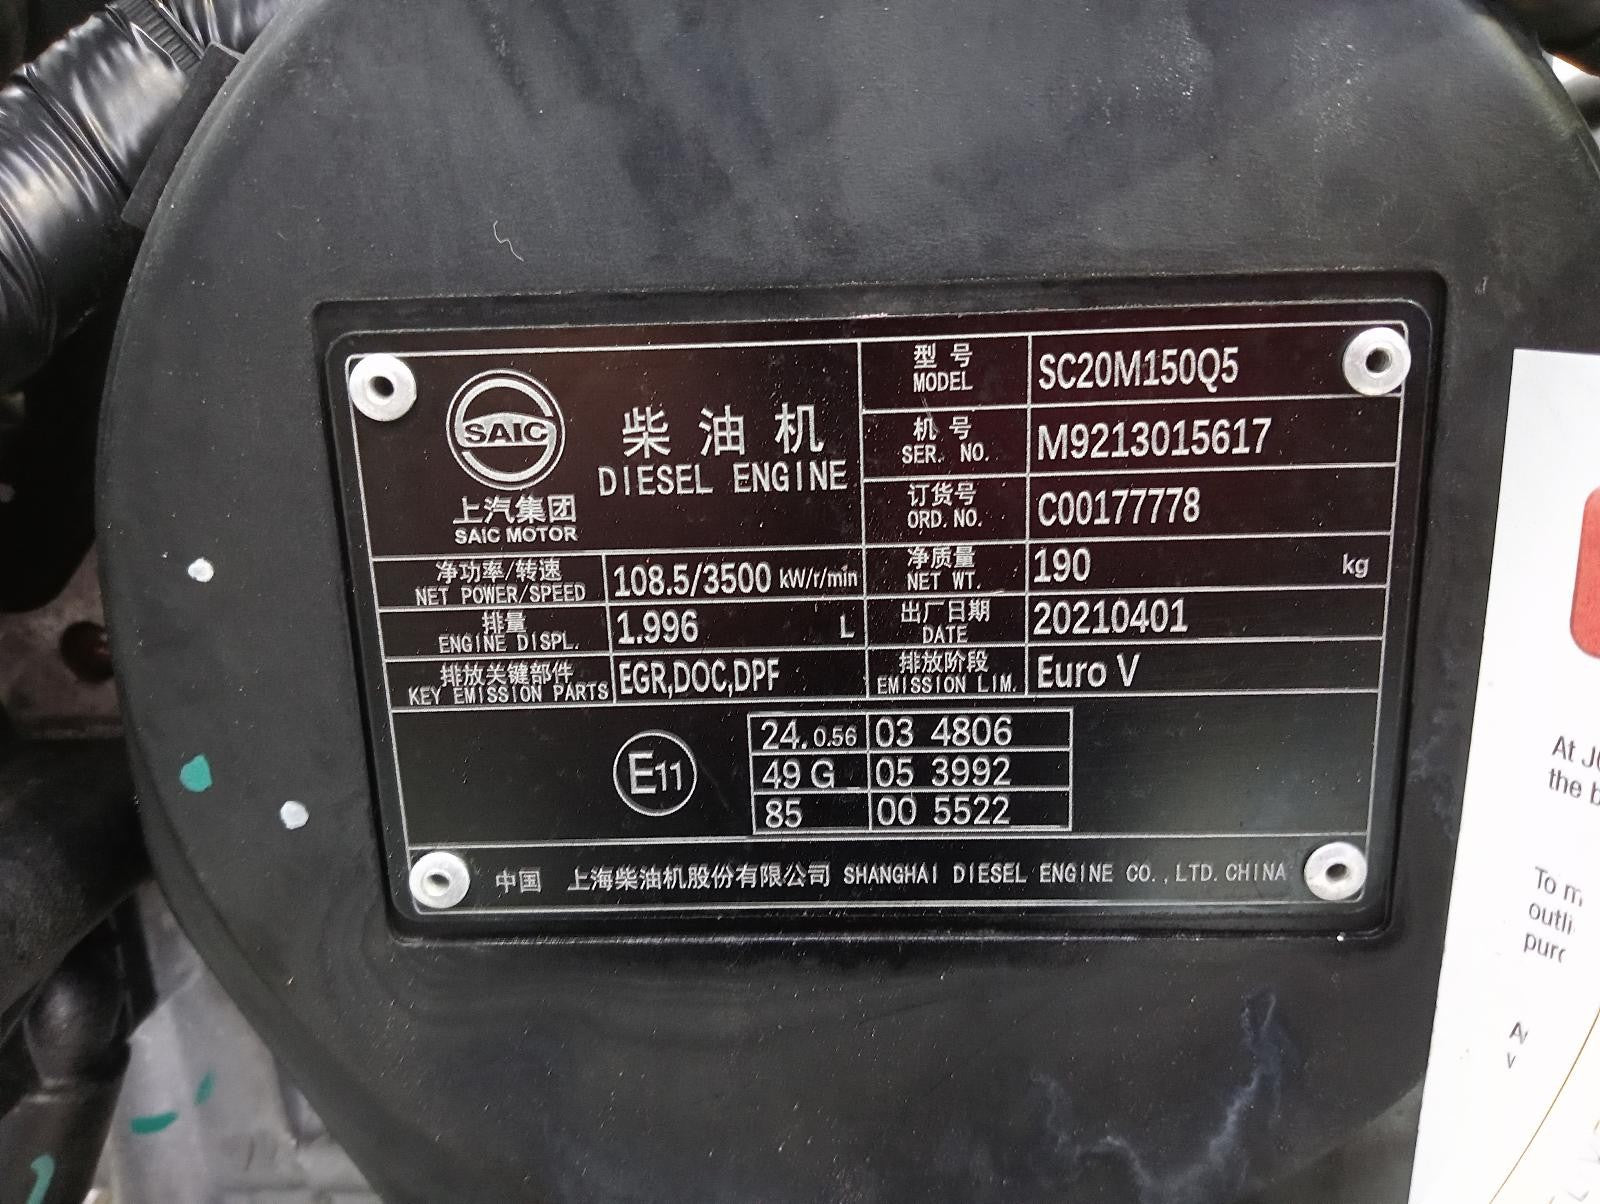 SAIC
上汽集团
SAIC MOTOR
柴油机
DIESEL ENGINE
型号
MODEL
SC20M150Q5
机号
SER. NO.
M9213015617
订货号
ORD. NO.
C00177778
净功率/转速
NET POWER/SPEED
108.5/3500 kW/r/min
净质量
NET WT.
190 kg
排量
ENGINE DISPL.
1.996 L
出厂日期
DATE
20210401
排放关键部件
KEY EMISSION PARTS
EGR,DOC,DPF
排放阶段
EMISSION LIM.
Euro V
E11
24. 0.56 03 4806
49 G 05 3992
85 00 5522
中国 上海柴油机股份有限公司 SHANGHAI DIESEL ENGINE CO.,LTD. CHINA
At
the
To